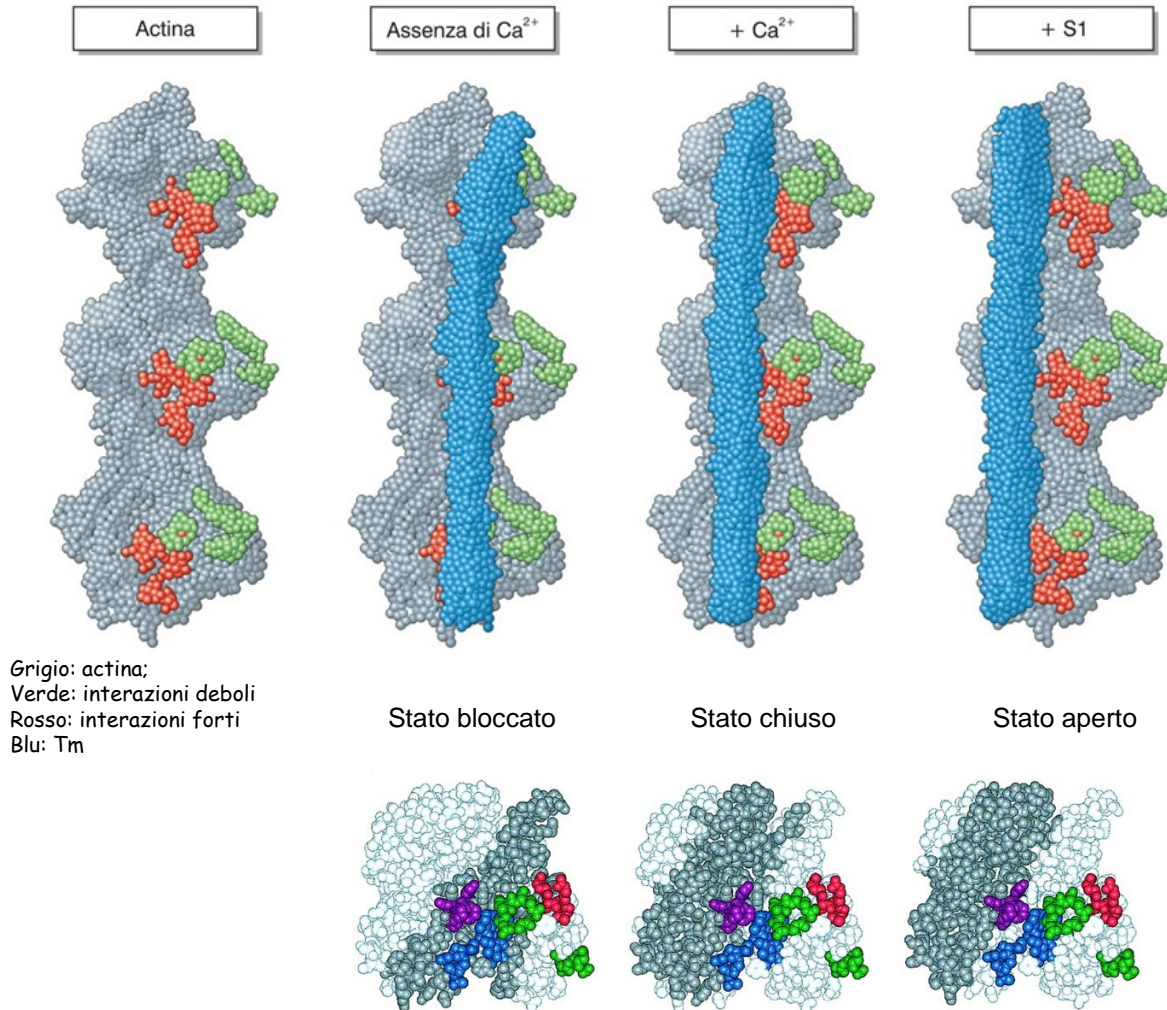 Actina
Assenza di Ca²⁺
+ Ca²⁺
+ S1
Grigio: actina;
Verde: interazioni deboli
Rosso: interazioni forti
Blu: Tm
Stato bloccato
Stato chiuso
Stato aperto